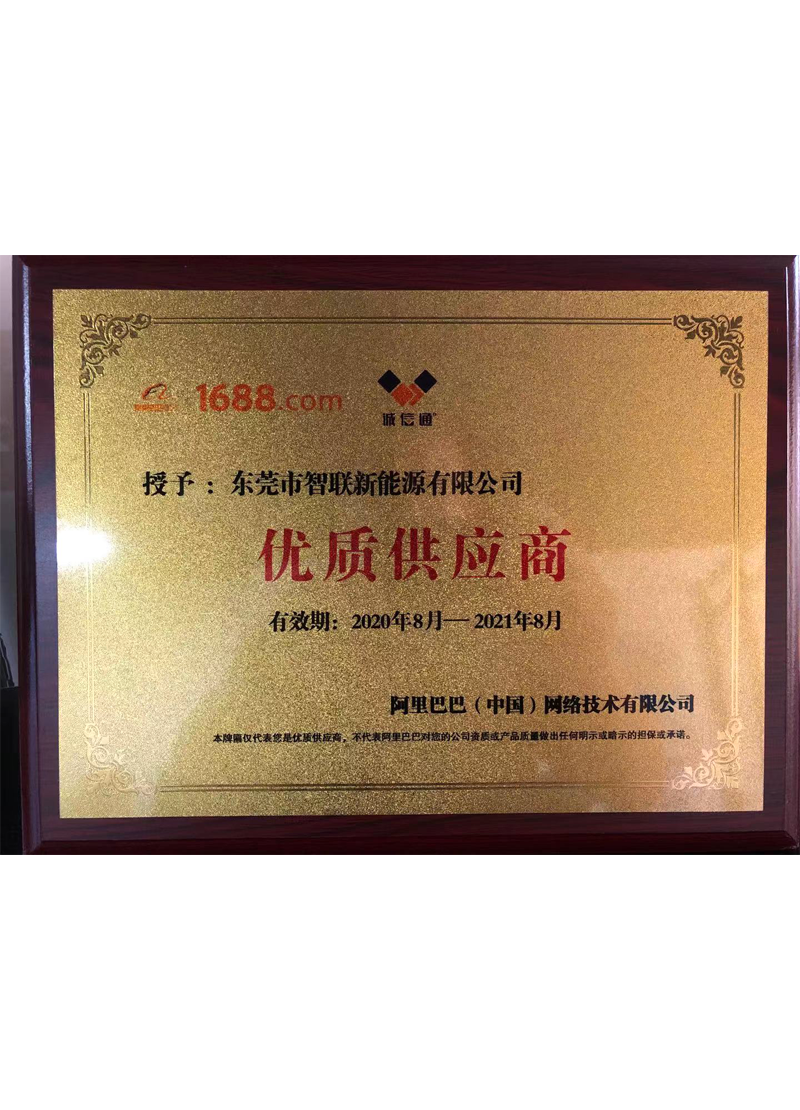 1688.com
诚信通
授予：东莞市智联新能源有限公司
优质供应商
有效期：2020年8月—2021年8月
阿里巴巴（中国）网络技术有限公司
本牌匾仅代表您是优质供应商，不代表阿里巴巴对您的公司资质或产品质量做出任何明示或暗示的担保或承诺。